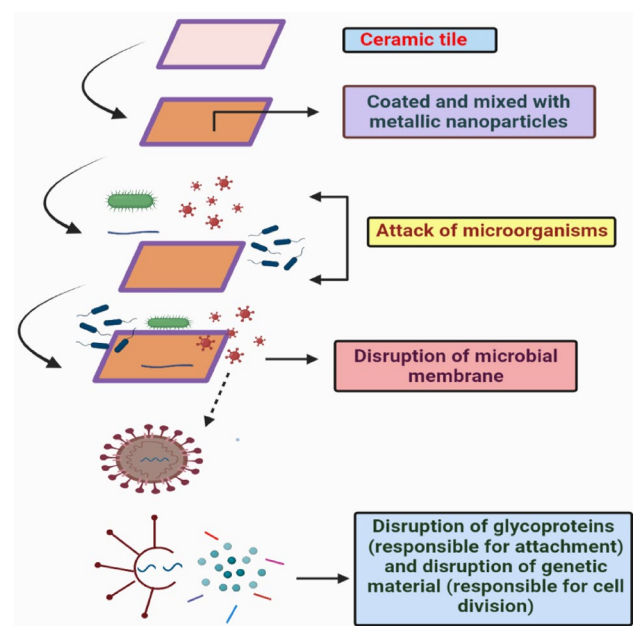 Ceramic tile
Coated and mixed with
metallic nanoparticles
Attack of microorganisms
Disruption of microbial
membrane
Disruption of glycoproteins
(responsible for attachment)
and disruption of genetic
material (responsible for cell
division)